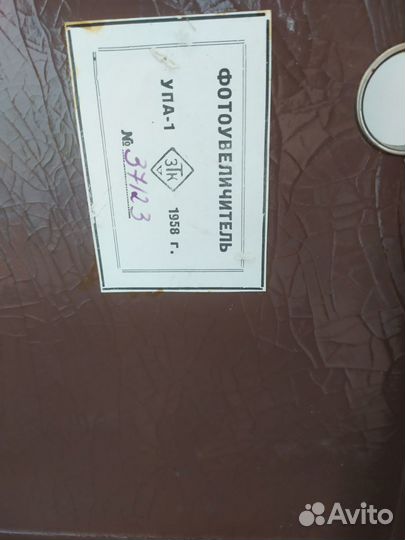 ФОТОУВЕЛИЧИТЕЛЬ
УПА-1 ЗТК 1958 г.
№ 37123
Avito